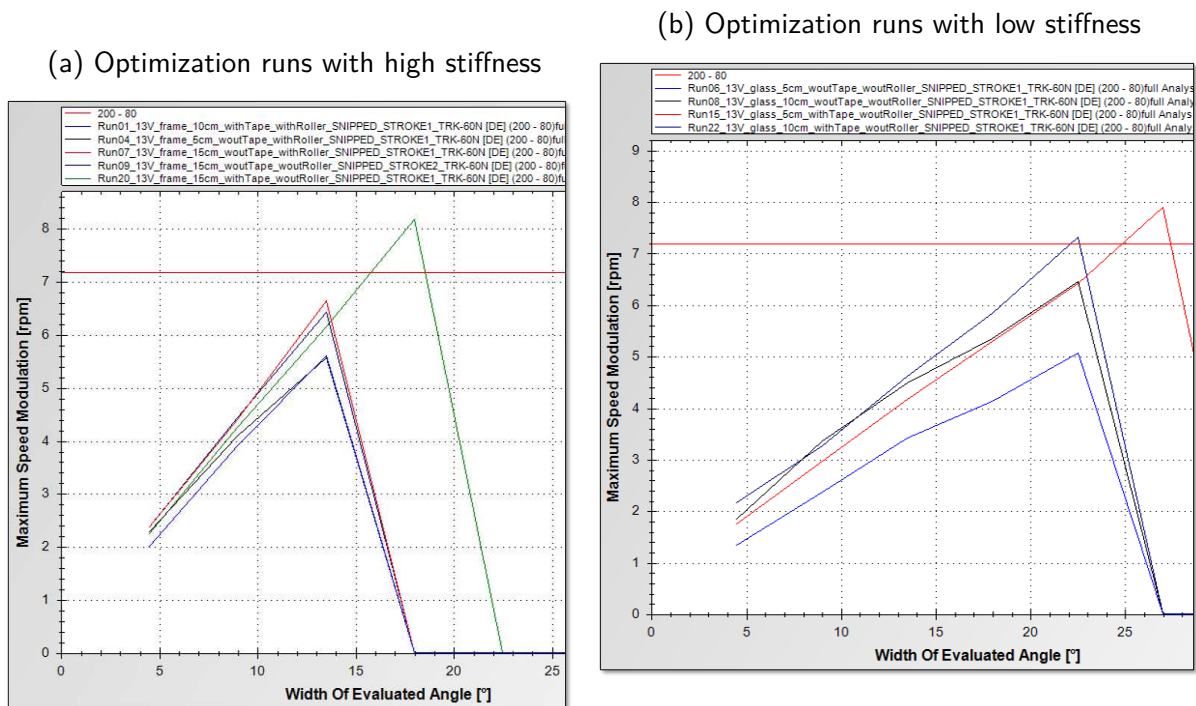 (a) Optimization runs with high stiffness
200 - 80
Run01_13V_frame_10cm_withTape_withRoller_SNIPPED_STROKE1_TRK-60N [DE] (200 - 80)full
Run04_13V_frame_5cm_woutTape_withRoller_SNIPPED_STROKE1_TRK-60N [DE] (200 - 80)full A
Run07_13V_frame_15cm_withTape_withRoller_SNIPPED_STROKE1_TRK-60N [DE] (200 - 80)full
Run09_13V_frame_15cm_woutTape_woutRoller_SNIPPED_STROKE2_TRK-60N [DE] (200 - 80)f
Run20_13V_frame_15cm_withTape_woutRoller_SNIPPED_STROKE1_TRK-60N [DE] (200 - 80)fu
Maximum Speed Modulation [rpm]
8
7
6
5
4
3
2
1
0
0 5 10 15 20 25
Width Of Evaluated Angle [°]
(b) Optimization runs with low stiffness
200 - 80
Run06_13V_glass_5cm_woutTape_woutRoller_SNIPPED_STROKE1_TRK-60N [DE] (200 - 80)full Analys
Run08_13V_glass_10cm_woutTape_woutRoller_SNIPPED_STROKE1_TRK-60N [DE] (200 - 80)full Analy
Run15_13V_glass_5cm_withTape_woutRoller_SNIPPED_STROKE1_TRK-60N [DE] (200 - 80)full Analys
Run22_13V_glass_10cm_withTape_woutRoller_SNIPPED_STROKE1_TRK-60N [DE] (200 - 80)full Analy
Maximum Speed Modulation [rpm]
9
8
7
6
5
4
3
2
1
0
0 5 10 15 20 25
Width Of Evaluated Angle [°]